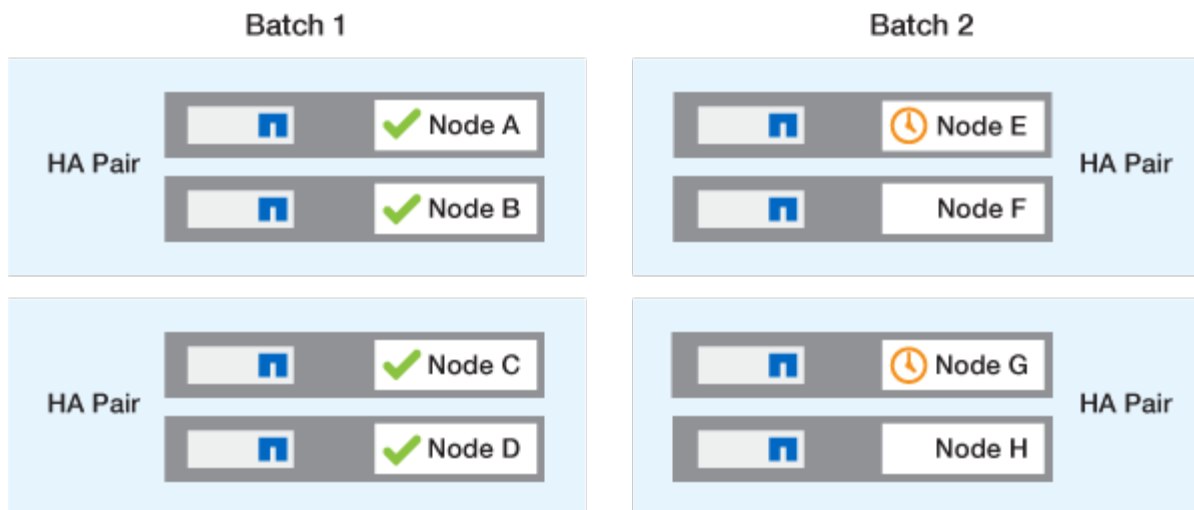 Batch 1
HA Pair
Node A
Node B
HA Pair
Node C
Node D
Batch 2
Node E
Node F
HA Pair
Node G
Node H
HA Pair